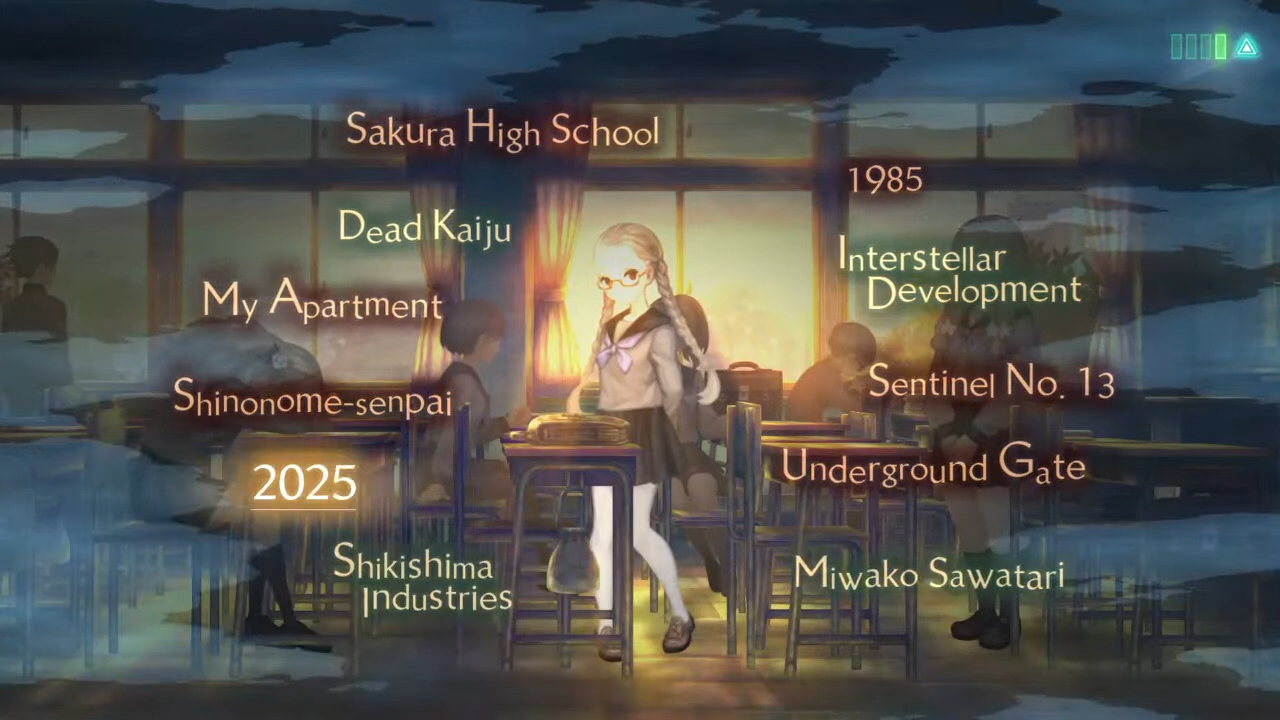 Sakura High School
1985
Dead Kaiju
Interstellar
Development
My Apartment
Shinonome-senpai
Sentinel No. 13
2025
Underground Gate
Shikishima
Industries
Miwako Sawatari